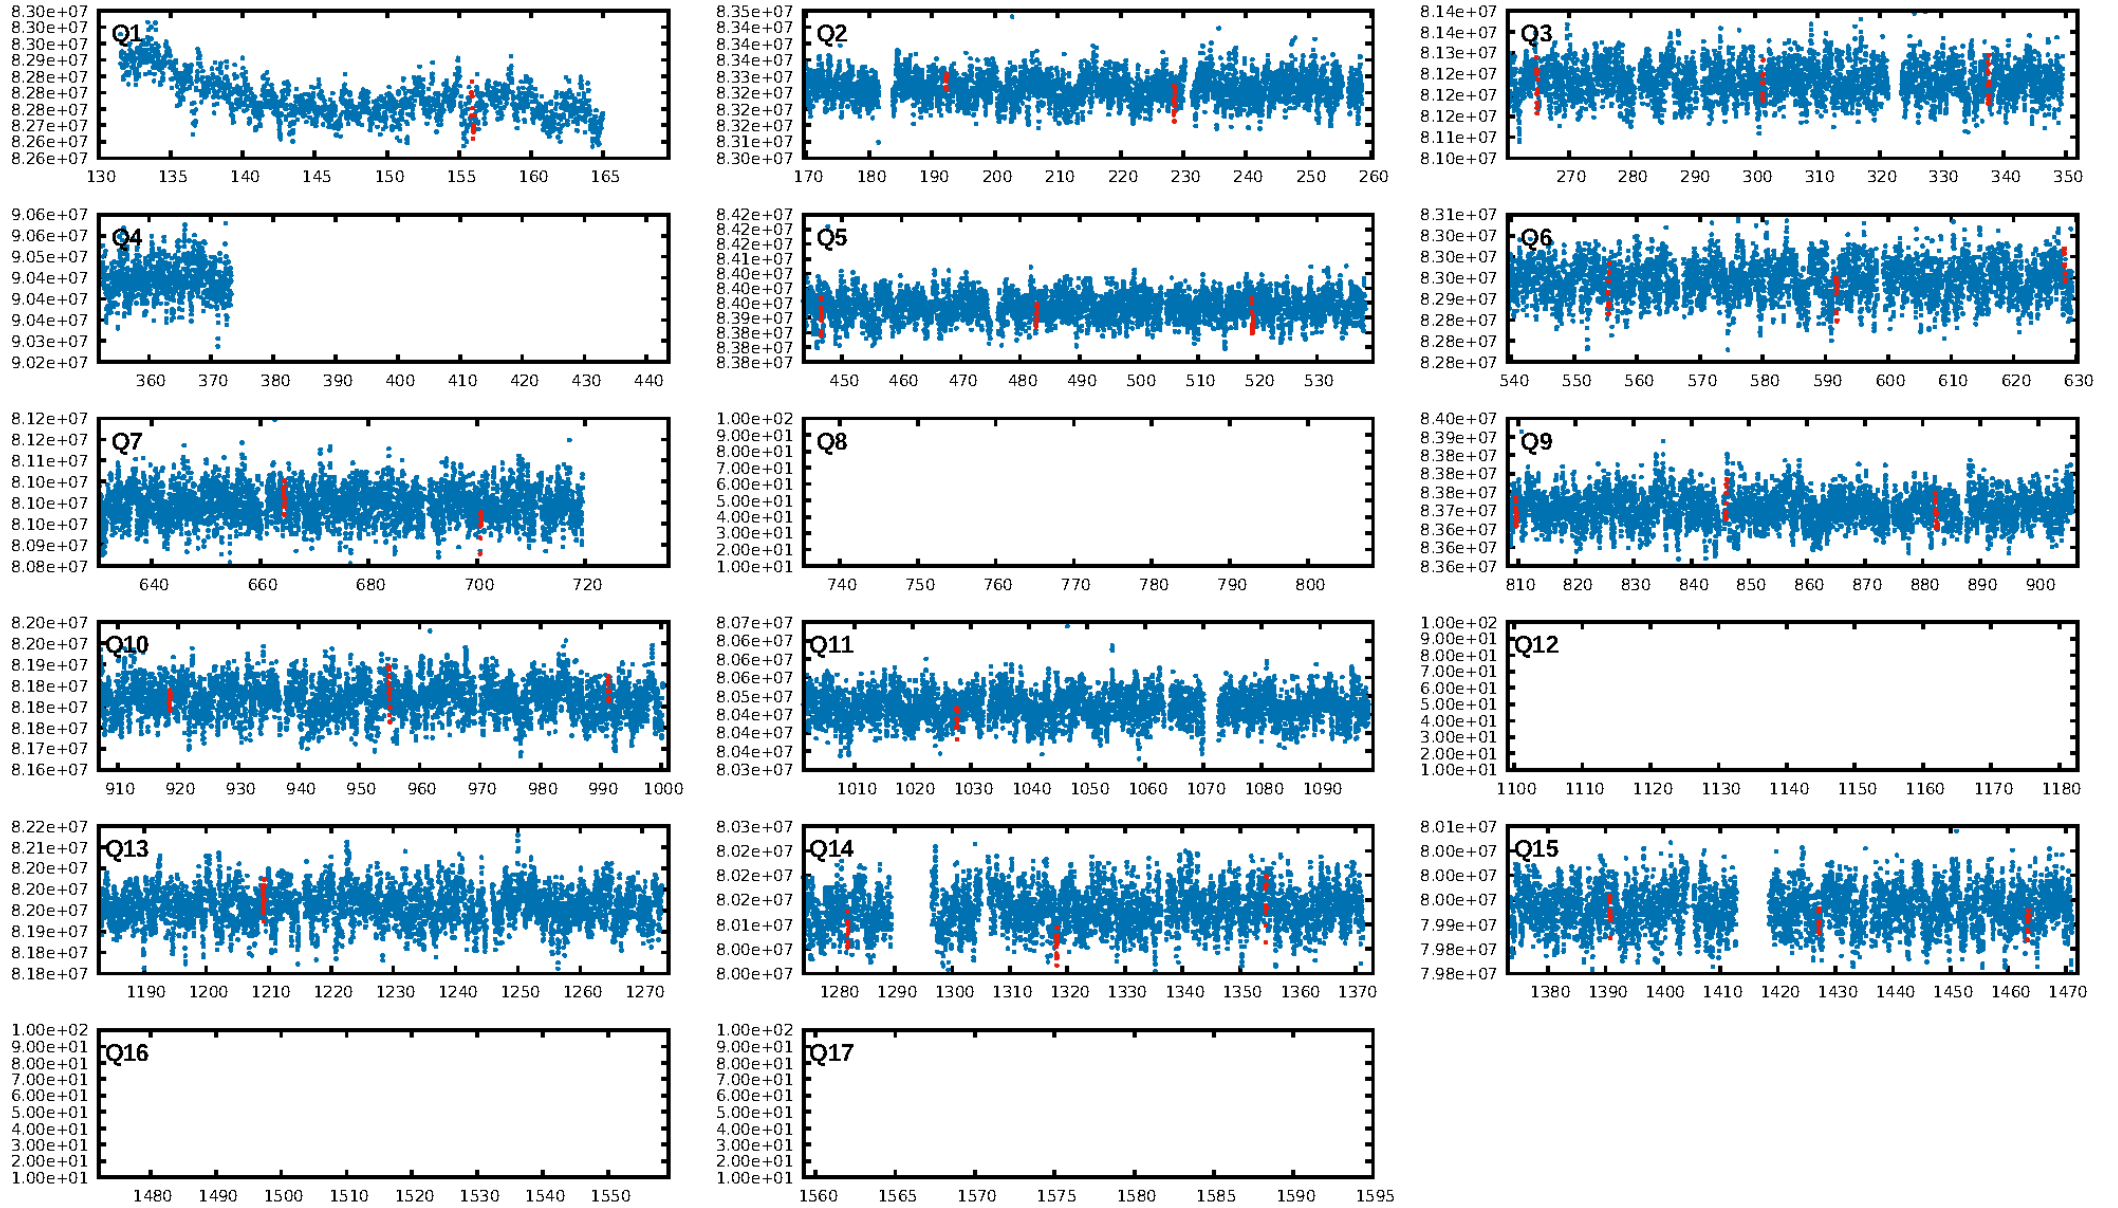 Q1
8.30e+07
8.30e+07
8.29e+07
8.28e+07
8.28e+07
8.27e+07
8.27e+07
8.26e+07
8.26e+07
130 135 140 145 150 155 160 165
Q2
8.35e+07
8.34e+07
8.34e+07
8.33e+07
8.33e+07
8.32e+07
8.32e+07
8.32e+07
8.31e+07
8.30e+07
170 180 190 200 210 220 230 240 250 260
Q3
8.14e+07
8.14e+07
8.13e+07
8.12e+07
8.12e+07
8.11e+07
8.11e+07
8.10e+07
270 280 290 300 310 320 330 340 350
Q4
9.06e+07
9.06e+07
9.05e+07
9.04e+07
9.04e+07
9.04e+07
9.03e+07
9.02e+07
360 370 380 390 400 410 420 430 440
Q5
8.42e+07
8.42e+07
8.41e+07
8.41e+07
8.40e+07
8.40e+07
8.40e+07
8.39e+07
8.38e+07
8.38e+07
8.38e+07
450 460 470 480 490 500 510 520 530
Q6
8.31e+07
8.30e+07
8.30e+07
8.30e+07
8.29e+07
8.28e+07
8.28e+07
8.28e+07
540 550 560 570 580 590 600 610 620 630
Q7
8.12e+07
8.12e+07
8.11e+07
8.10e+07
8.10e+07
8.10e+07
8.09e+07
8.08e+07
640 660 680 700 720
Q8
1.00e+02
9.00e+01
8.00e+01
7.00e+01
6.00e+01
5.00e+01
4.00e+01
3.00e+01
2.00e+01
1.00e+01
740 750 760 770 780 790 800
Q9
8.40e+07
8.39e+07
8.38e+07
8.38e+07
8.38e+07
8.37e+07
8.36e+07
8.36e+07
8.36e+07
810 820 830 840 850 860 870 880 890 900
Q10
8.20e+07
8.20e+07
8.19e+07
8.18e+07
8.18e+07
8.18e+07
8.17e+07
8.16e+07
910 920 930 940 950 960 970 980 990 1000
Q11
8.07e+07
8.06e+07
8.06e+07
8.06e+07
8.05e+07
8.04e+07
8.04e+07
8.04e+07
8.03e+07
1010 1020 1030 1040 1050 1060 1070 1080 1090
Q12
1.00e+02
9.00e+01
8.00e+01
7.00e+01
6.00e+01
5.00e+01
4.00e+01
3.00e+01
2.00e+01
1.00e+01
1100 1110 1120 1130 1140 1150 1160 1170 1180
Q13
8.22e+07
8.21e+07
8.20e+07
8.20e+07
8.20e+07
8.19e+07
8.18e+07
8.18e+07
1190 1200 1210 1220 1230 1240 1250 1260 1270
Q14
8.03e+07
8.02e+07
8.02e+07
8.02e+07
8.01e+07
8.00e+07
8.00e+07
1280 1290 1300 1310 1320 1330 1340 1350 1360 1370
Q15
8.01e+07
8.00e+07
8.00e+07
8.00e+07
7.99e+07
7.98e+07
7.98e+07
1380 1390 1400 1410 1420 1430 1440 1450 1460 1470
Q16
1.00e+02
9.00e+01
8.00e+01
7.00e+01
6.00e+01
5.00e+01
4.00e+01
3.00e+01
2.00e+01
1.00e+01
1480 1490 1500 1510 1520 1530 1540 1550
Q17
1.00e+02
9.00e+01
8.00e+01
7.00e+01
6.00e+01
5.00e+01
4.00e+01
3.00e+01
2.00e+01
1.00e+01
1560 1565 1570 1575 1580 1585 1590 1595